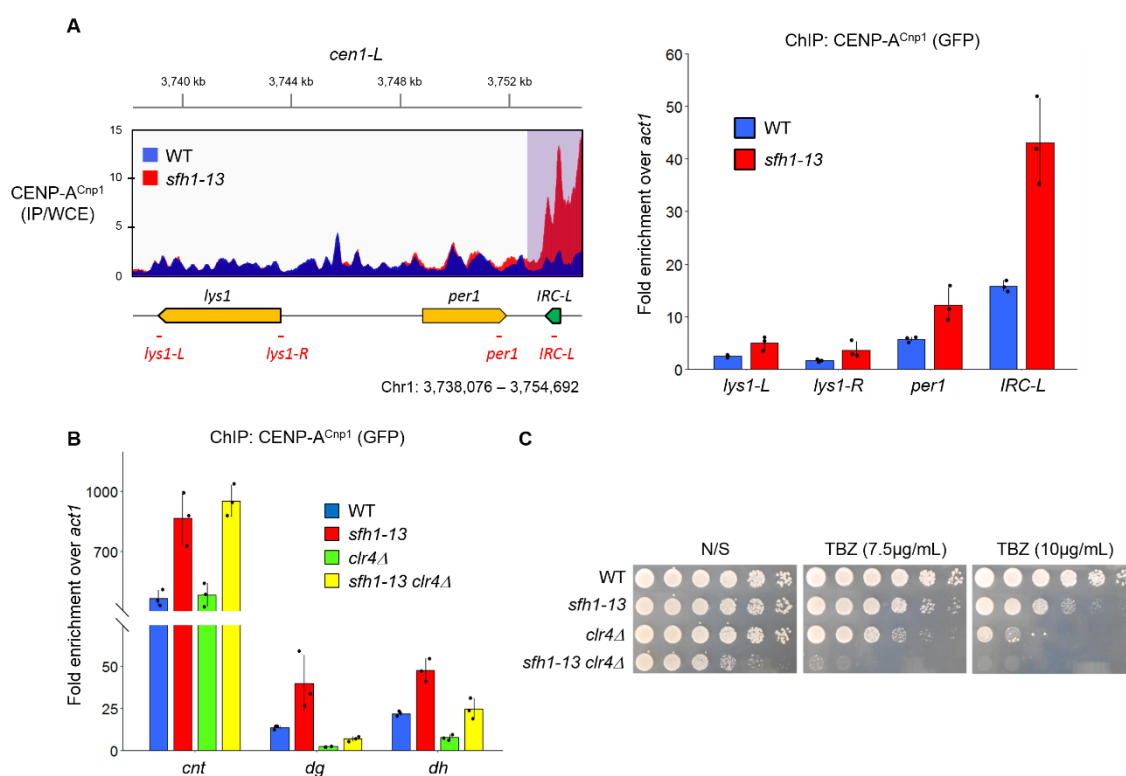 A
cen1-L
3,740 kb 3,744 kb 3,748 kb 3,752 kb
15
10
5
0
CENP-A^Cnp1
(IP/WCE)
WT
sfh1-13
lys1 per1 IRC-L
lys1-L lys1-R per1 IRC-L
Chr1: 3,738,076 – 3,754,692
ChIP: CENP-A^Cnp1 (GFP)
Fold enrichment over act1
60
50
40
30
20
10
0
WT
sfh1-13
lys1-L lys1-R per1 IRC-L
B
ChIP: CENP-A^Cnp1 (GFP)
Fold enrichment over act1
1000
700
50
25
0
WT
sfh1-13
clr4Δ
sfh1-13 clr4Δ
cnt dg dh
C
N/S TBZ (7.5µg/mL) TBZ (10µg/mL)
WT
sfh1-13
clr4Δ
sfh1-13 clr4Δ